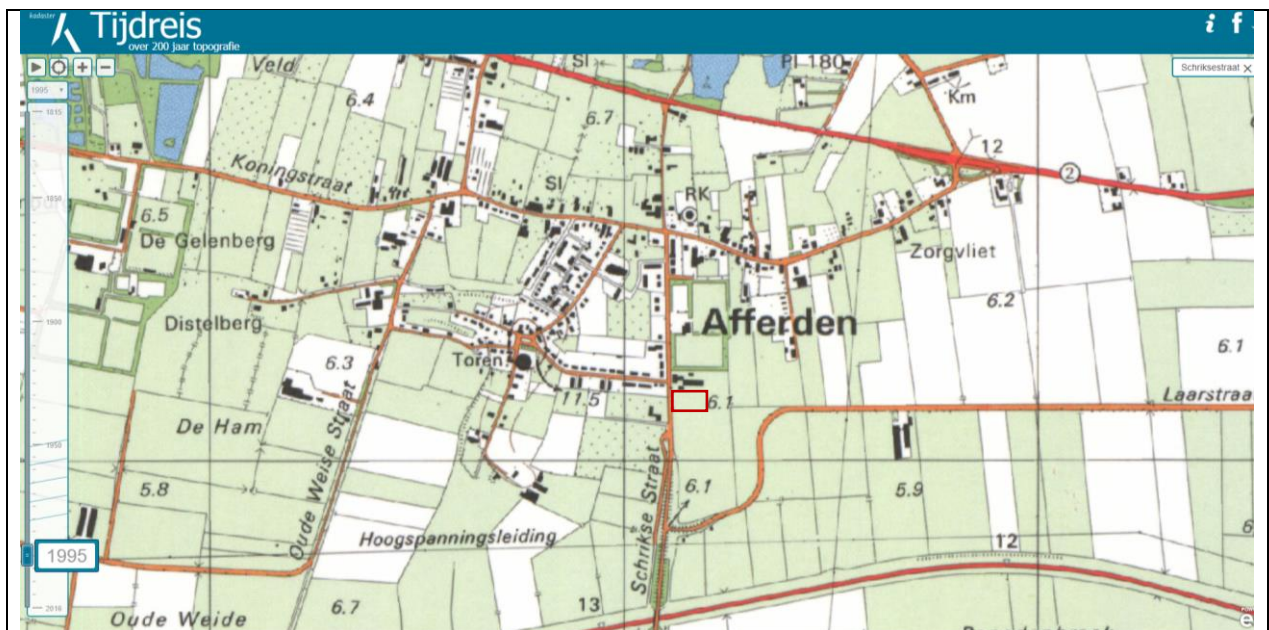 kadaster
Tijdreis
over 200 jaar topografie
i f
Schriksestraat ×
1995
1815
1850
1900
1950
1995
2016
Veld
6.4
Sl
6.7
Pl 180
Km
12
2
Koningstraat
Sl
RK
6.5
De Gelenberg
Zorgvliet
6.2
Distelberg
Afferden
6.3
Toren
6.1
11.5
6.1
Laarstraa
De Ham
Oude Weise Straat
5.8
Schrikse Straat
6.1
5.9
6
Hoogspanningsleiding
12
6.7
13
Oude Weide